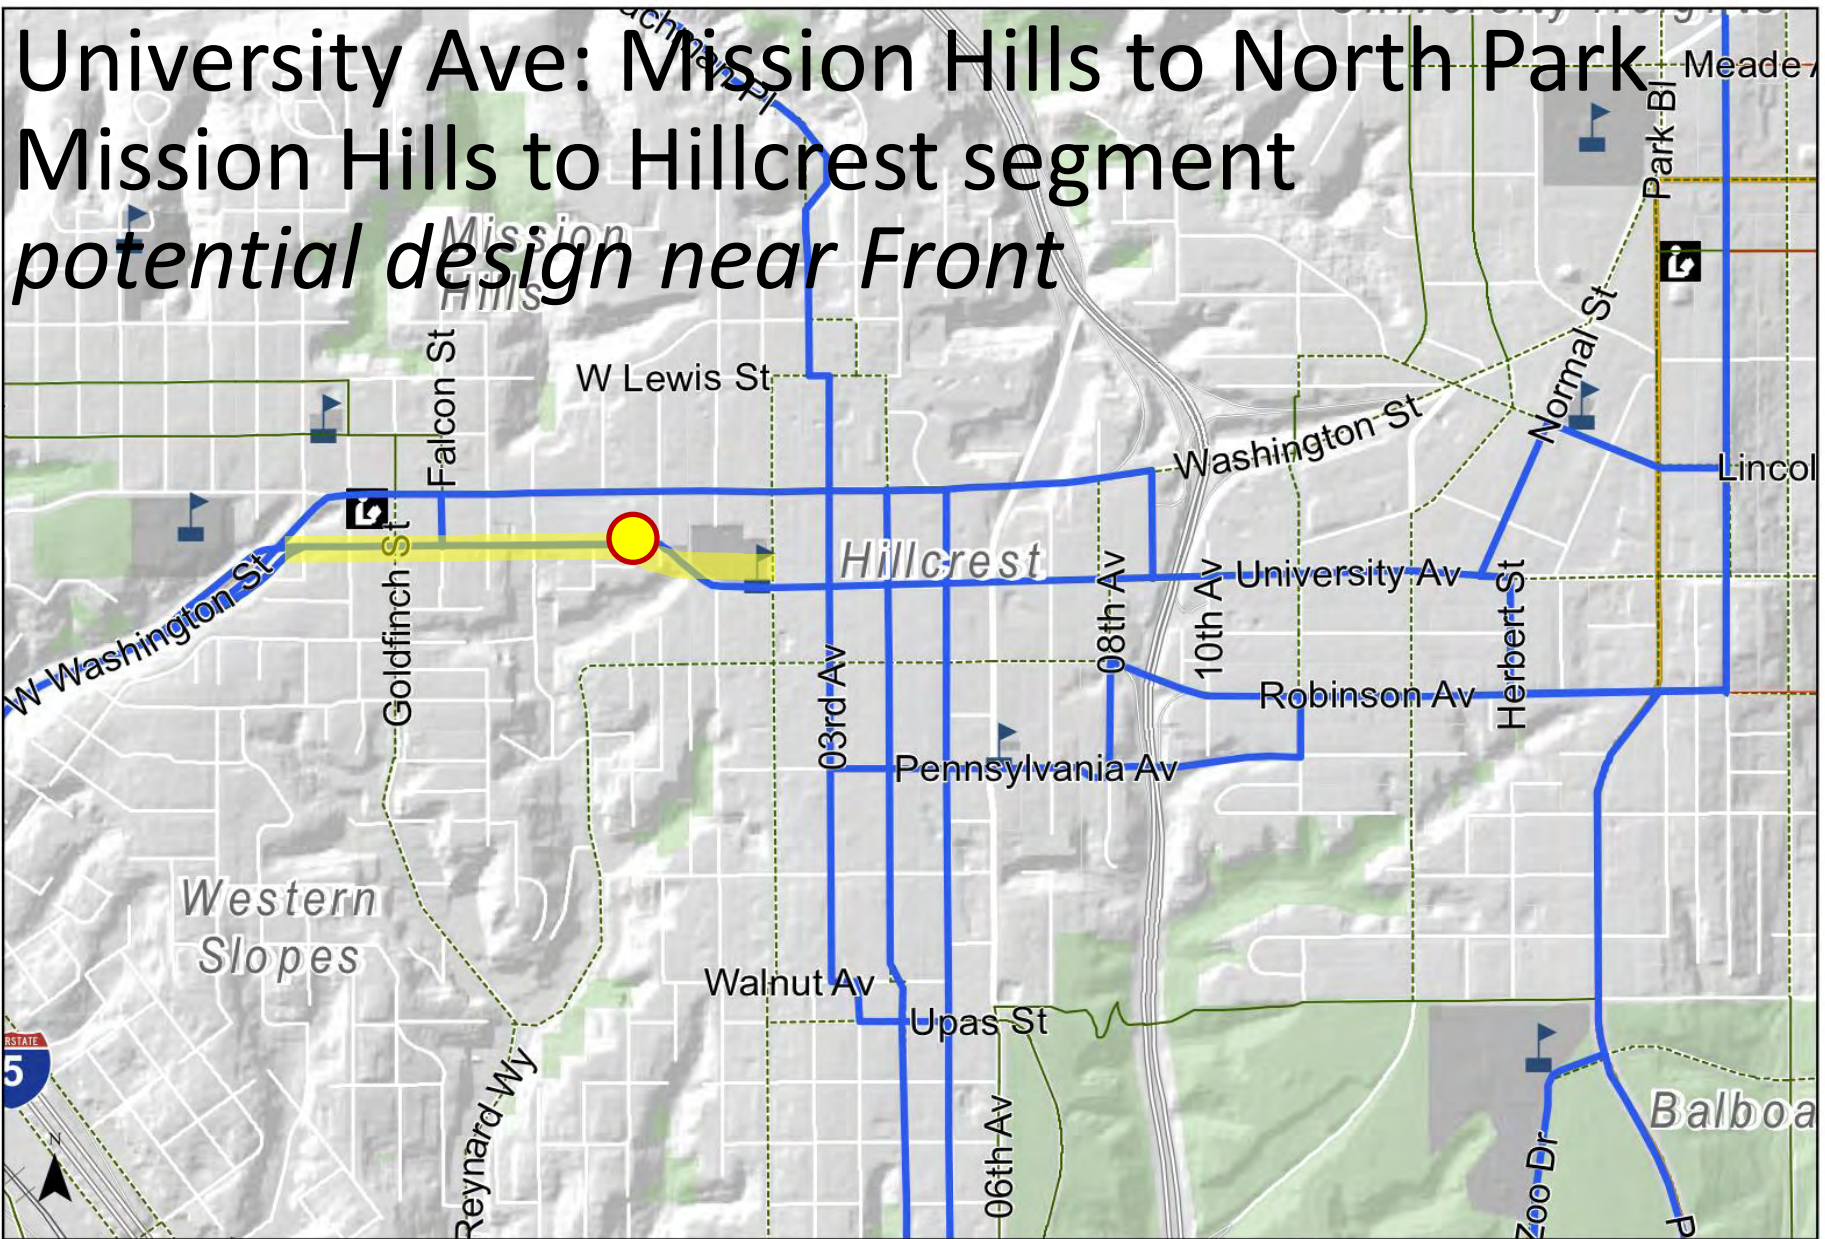 University Ave: Mission Hills to North Park
Mission Hills to Hillcrest segment
potential design near Front
Meade
Park Bl
Mission
Hills
Normal St
Falcon St
W Lewis St
Washington St
Lincol
Goldfinch St
Hillcrest
08th Av
10th Av
University Av
Herbert St
W Washington St
03rd Av
Robinson Av
Pennsylvania Av
Western
Slopes
Walnut Av
Upas St
5
Reynard Wy
06th Av
Balboa
Zoo Dr
N
P